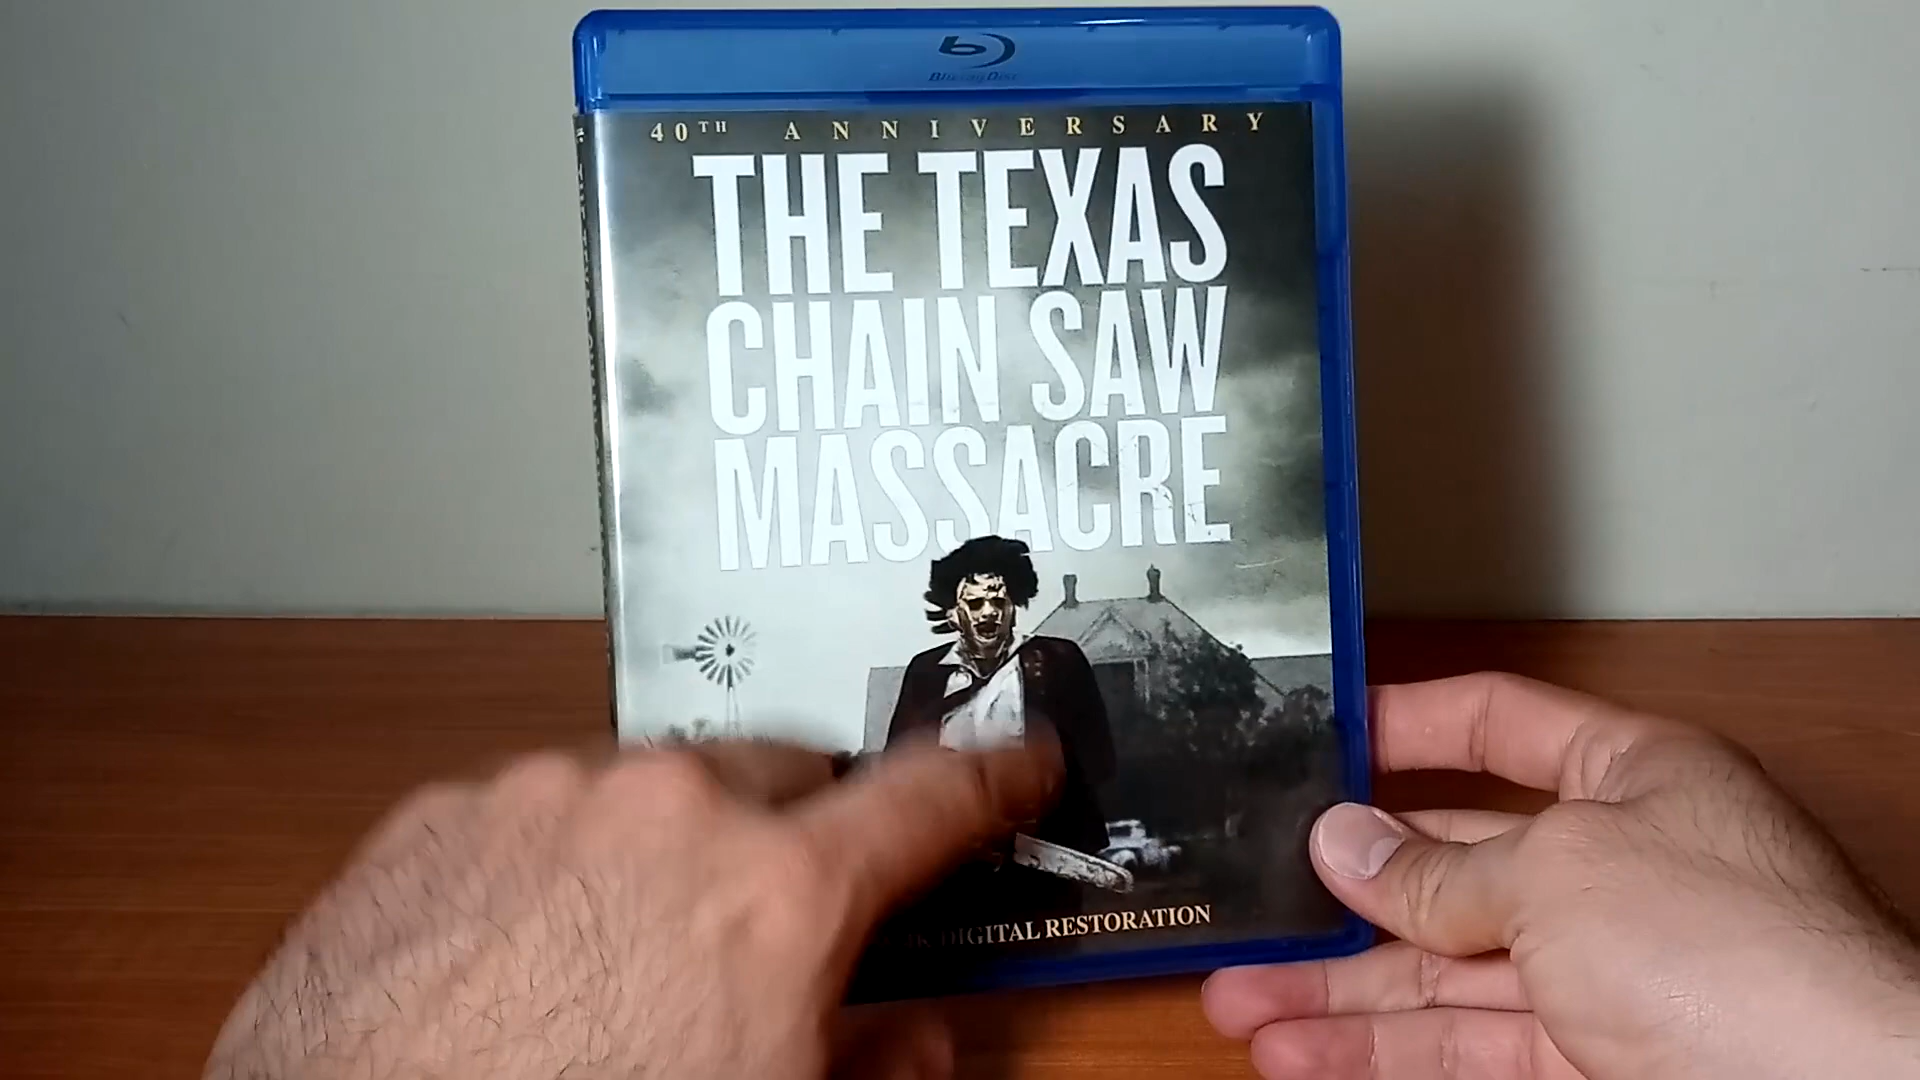 Blu-ray Disc
40TH ANNIVERSARY
THE TEXAS
CHAIN SAW
MASSACRE
DIGITAL RESTORATION